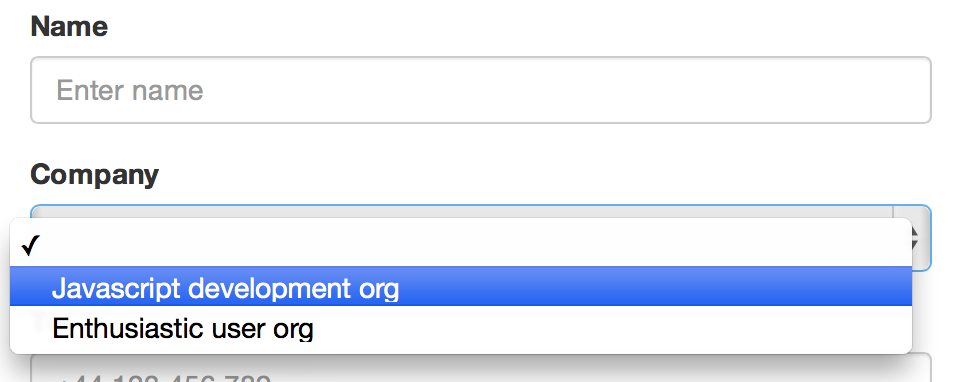 Name
Enter name
Company
✓
Javascript development org
Enthusiastic user org